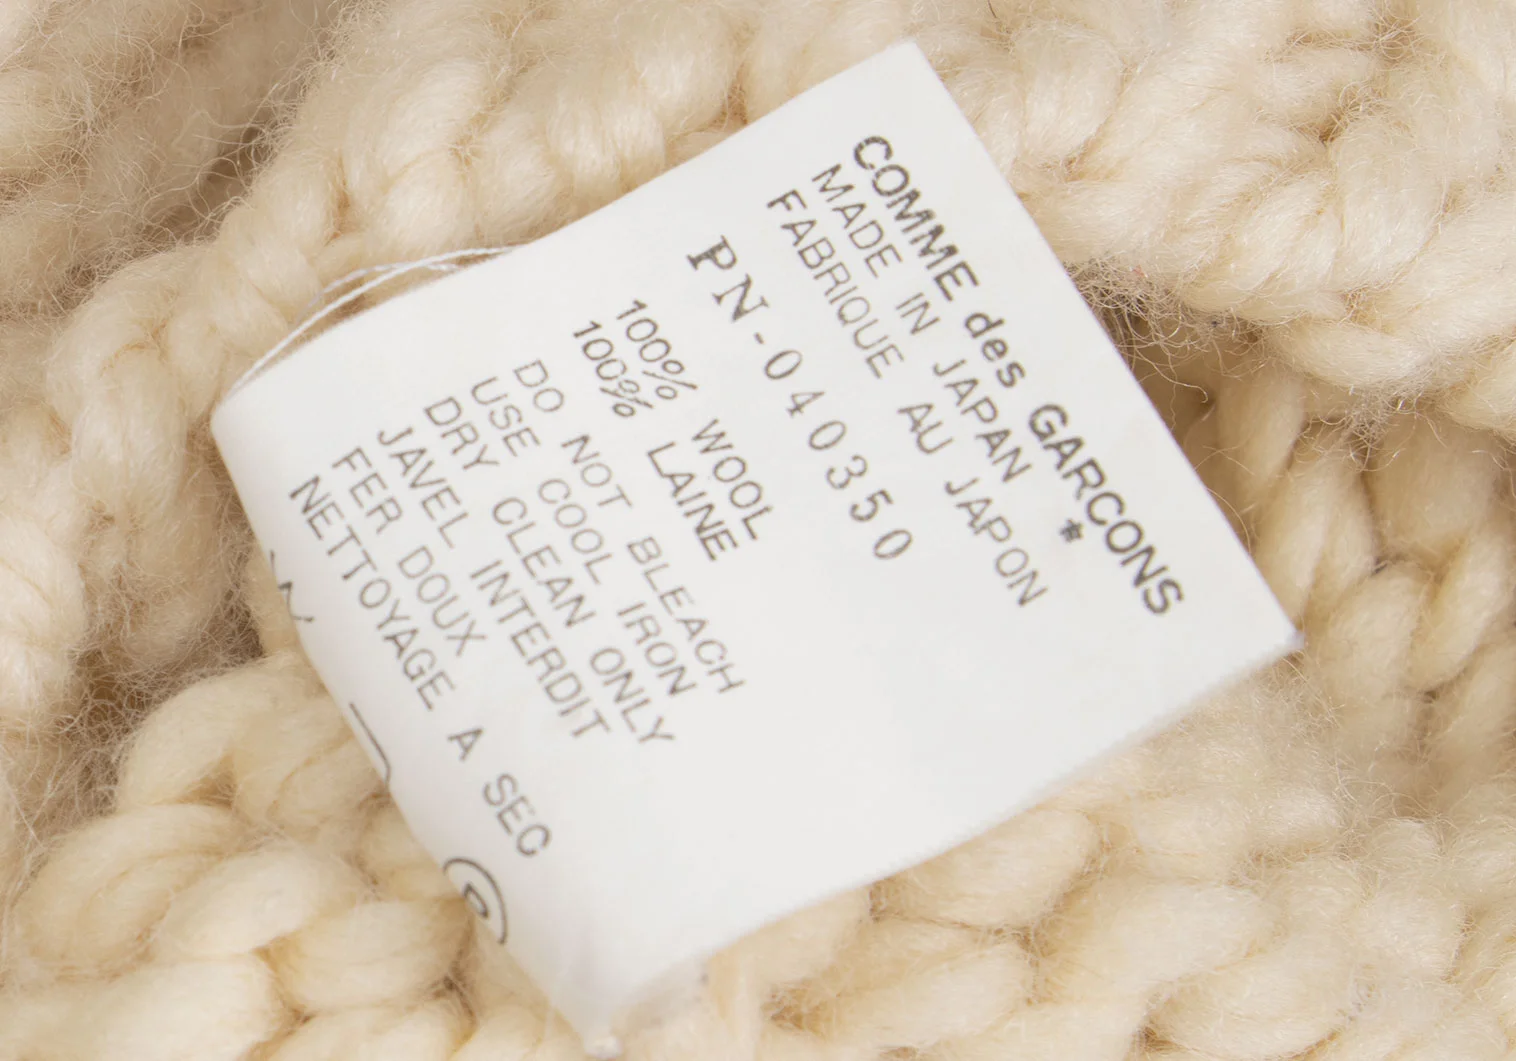 COMME des GARCONS
*
MADE IN JAPAN
FABRIQUE AU JAPON
PN-040350
100% WOOL
100% LAINE
DO NOT BLEACH
USE COOL IRON
DRY CLEAN ONLY
JAVEL INTERDIT
FER DOUX
NETTOYAGE A SEC
P